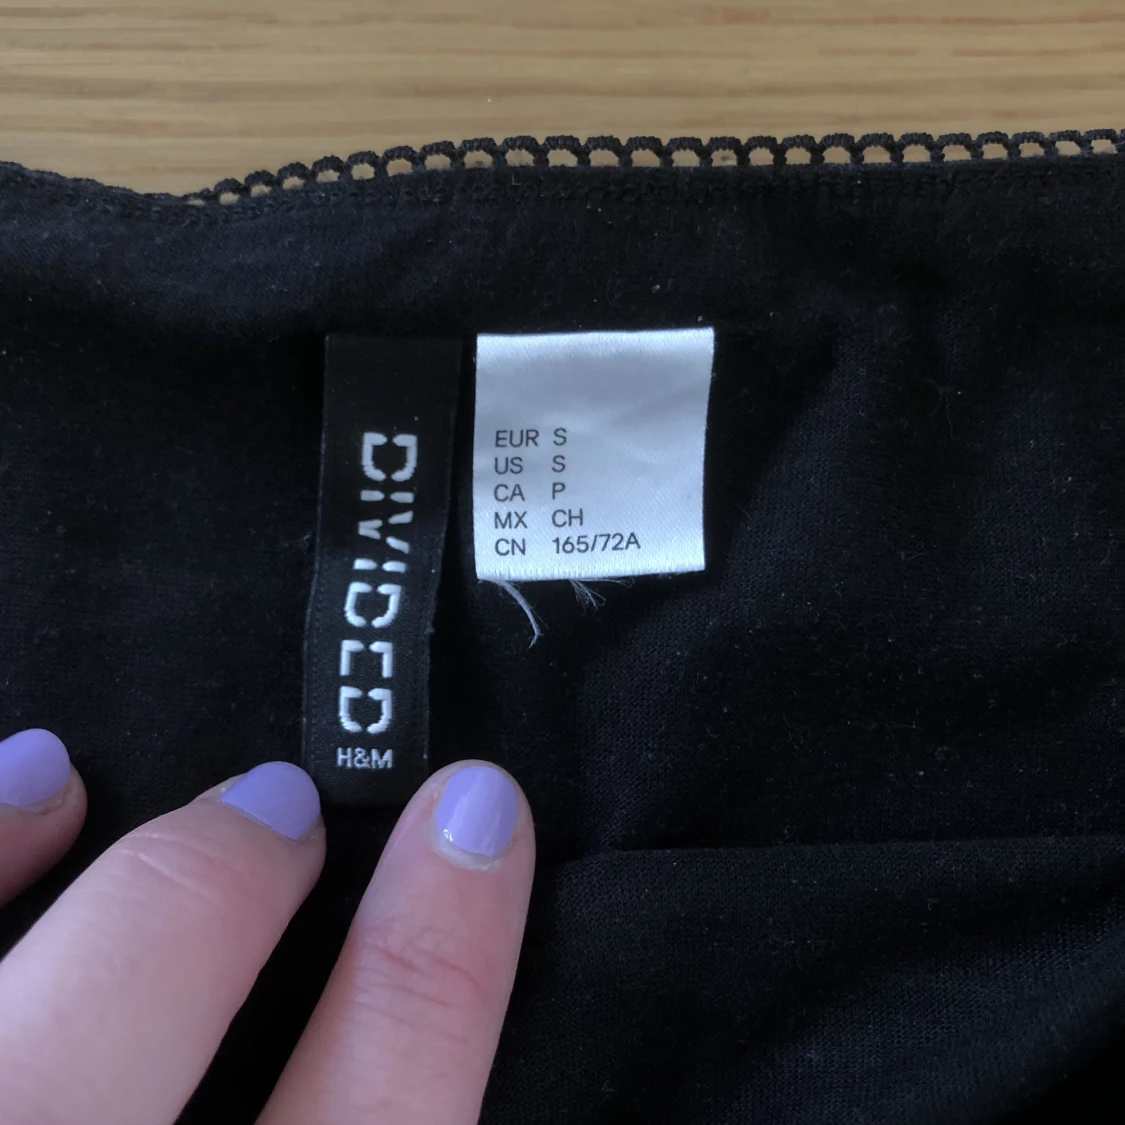 DIVIDED
H&M
EUR S
US S
CA P
MX CH
CN 165/72A